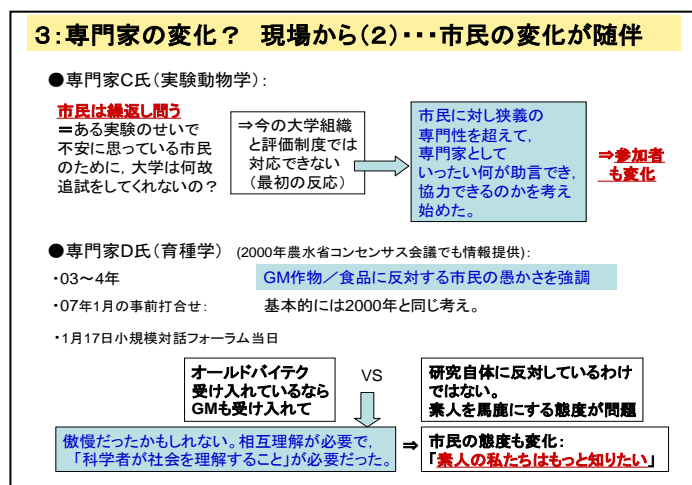 3:専門家の変化? 現場から(2)・・・市民の変化が随伴
●専門家C氏(実験動物学):
市民は繰返し問う
=ある実験のせいで
不安に思っている市民
のために, 大学は何故
追試をしてくれないの?
⇒今の大学組織
と評価制度では
対応できない
(最初の反応)
市民に対し狭義の
専門性を超えて,
専門家として
いったい何が助言でき,
協力できるのかを考え
始めた。
⇒参加者
も変化
●専門家D氏(育種学) (2000年農水省コンセンサス会議でも情報提供):
・03~4年
GM作物/食品に反対する市民の愚かさを強調
・07年1月の事前打合せ:
基本的には2000年と同じ考え。
・1月17日小規模対話フォーラム当日
オールドバイテク
受け入れているなら
GMも受け入れて
VS
研究自体に反対しているわけ
ではない。
素人を馬鹿にする態度が問題
傲慢だったかもしれない。相互理解が必要で,
「科学者が社会を理解すること」が必要だった。
⇒
市民の態度も変化:
「素人の私たちはもっと知りたい」